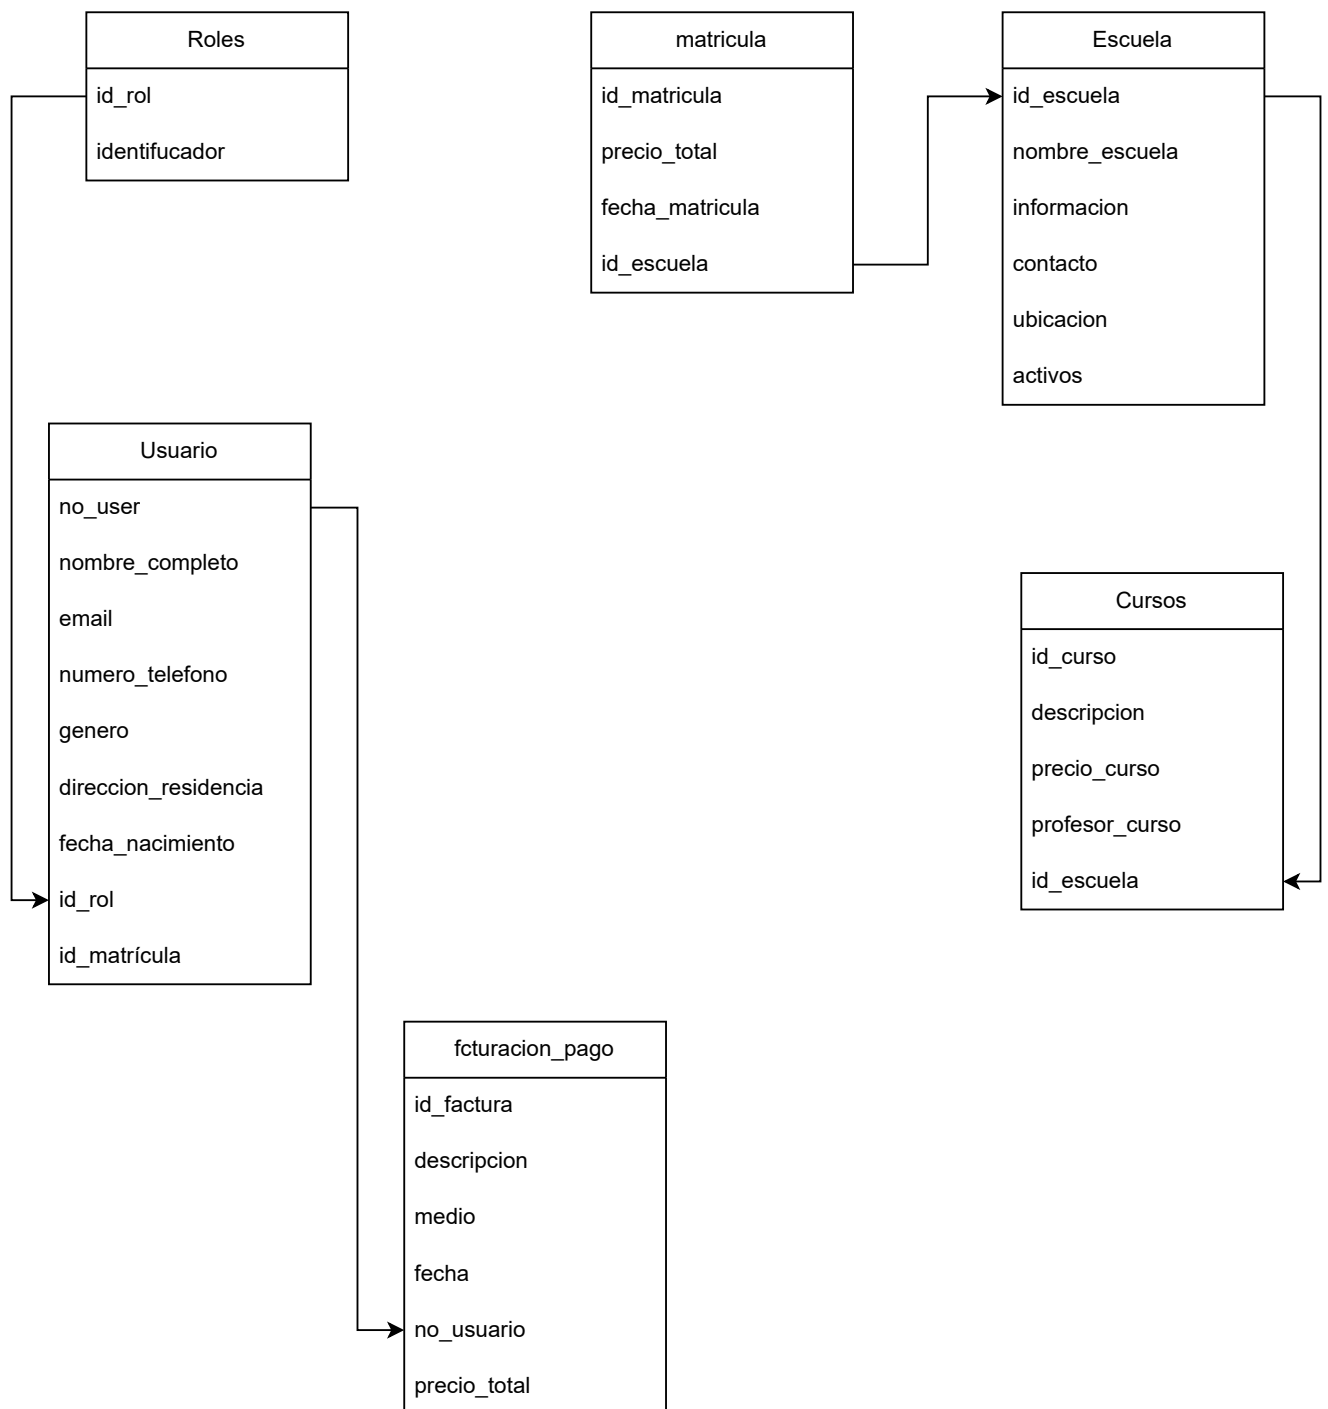 Roles
id_rol
identifucador
matricula
id_matricula
precio_total
fecha_matricula
id_escuela
Escuela
id_escuela
nombre_escuela
informacion
contacto
ubicacion
activos
Usuario
no_user
nombre_completo
email
numero_telefono
genero
direccion_residencia
fecha_nacimiento
id_rol
id_matrícula
Cursos
id_curso
descripcion
precio_curso
profesor_curso
id_escuela
fcturacion_pago
id_factura
descripcion
medio
fecha
no_usuario
precio_total